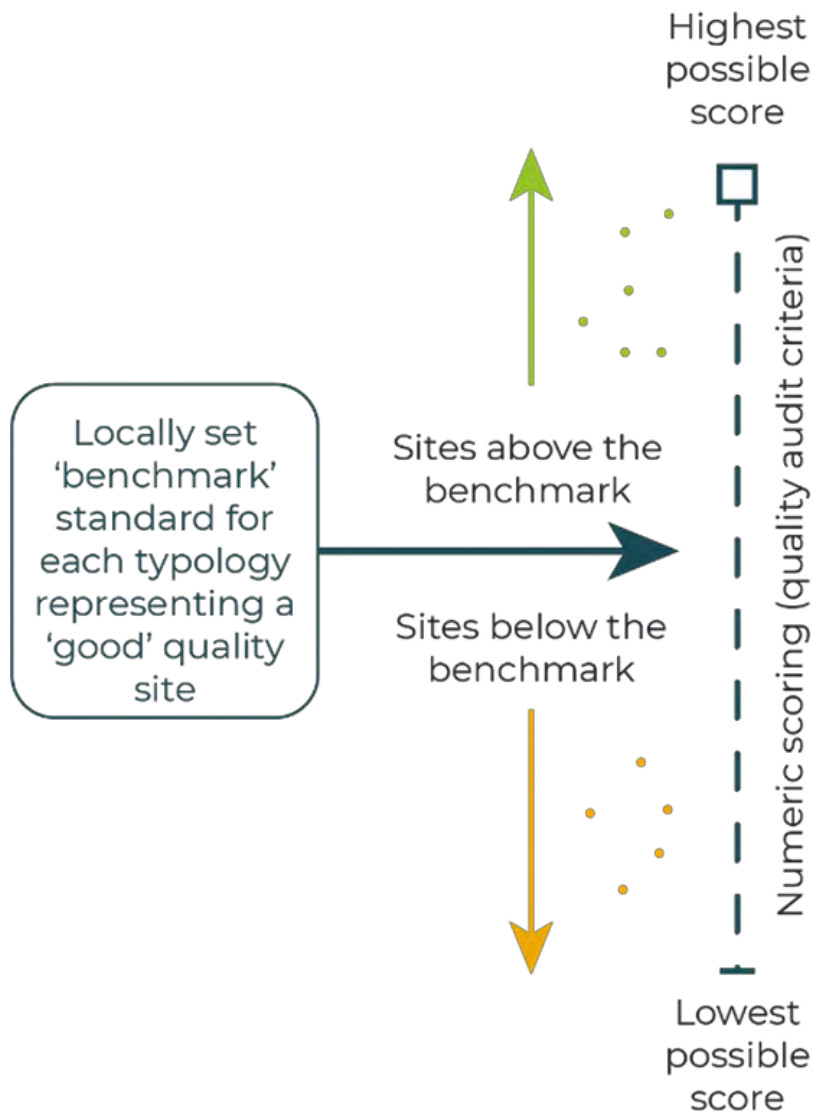 Highest
possible
score
Locally set
‘benchmark’
standard for
each typology
representing a
‘good’ quality
site
Sites above the
benchmark
Sites below the
benchmark
Numeric scoring (quality audit criteria)
Lowest
possible
score